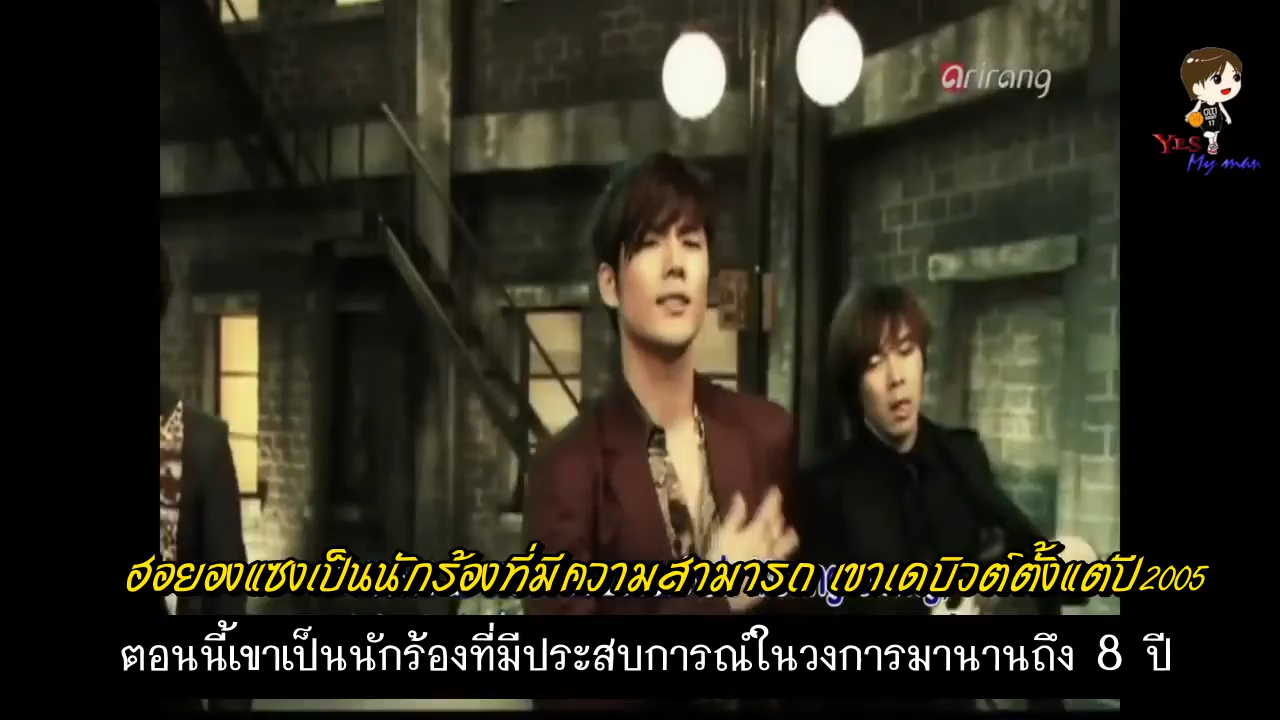 arirang
YES
My man
ฮอยองแซงเป็นนักร้องที่มีความสามารถ เขาเดบิวต์ตั้งแต่ปี2005
ตอนนี้เขาเป็นนักร้องที่มีประสบการณ์ในวงการมานานถึง 8 ปี